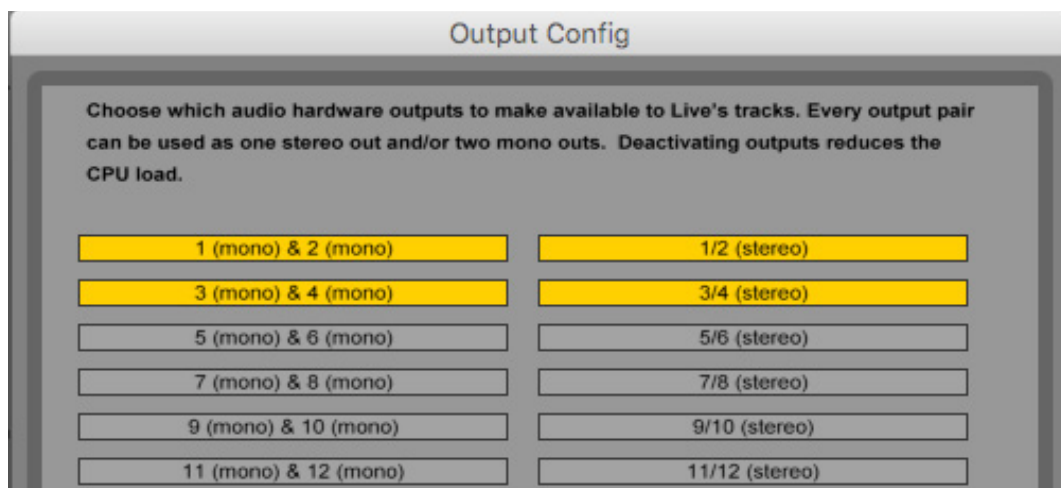 Output Config
Choose which audio hardware outputs to make available to Live's tracks. Every output pair
can be used as one stereo out and/or two mono outs.  Deactivating outputs reduces the
CPU load.
1 (mono) & 2 (mono)
1/2 (stereo)
3 (mono) & 4 (mono)
3/4 (stereo)
5 (mono) & 6 (mono)
5/6 (stereo)
7 (mono) & 8 (mono)
7/8 (stereo)
9 (mono) & 10 (mono)
9/10 (stereo)
11 (mono) & 12 (mono)
11/12 (stereo)